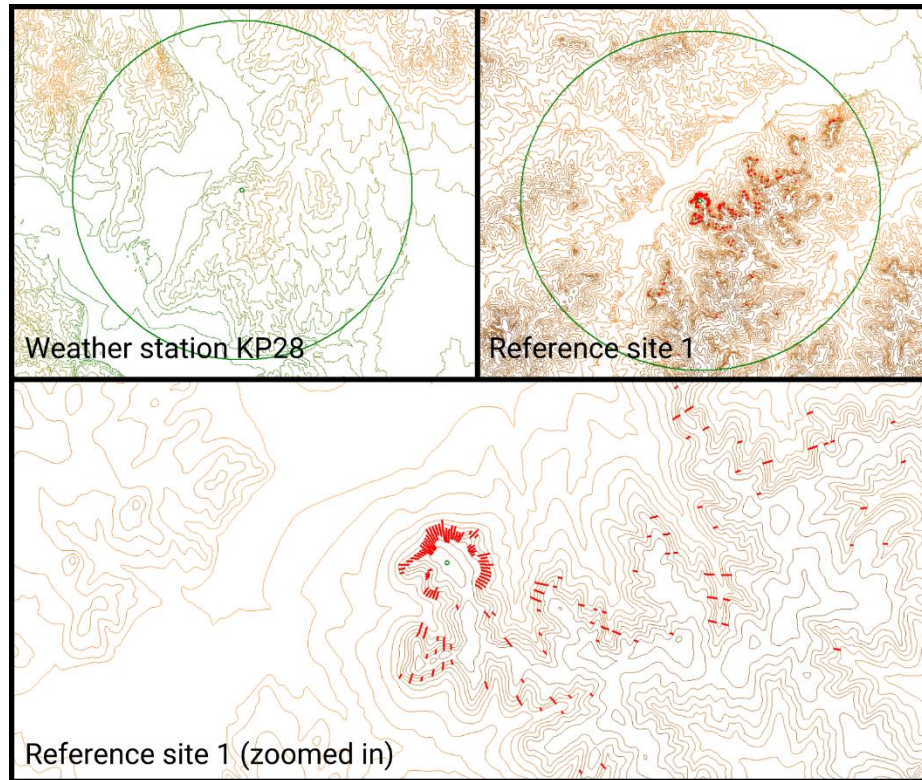 Weather station KP28
Reference site 1
Reference site 1 (zoomed in)